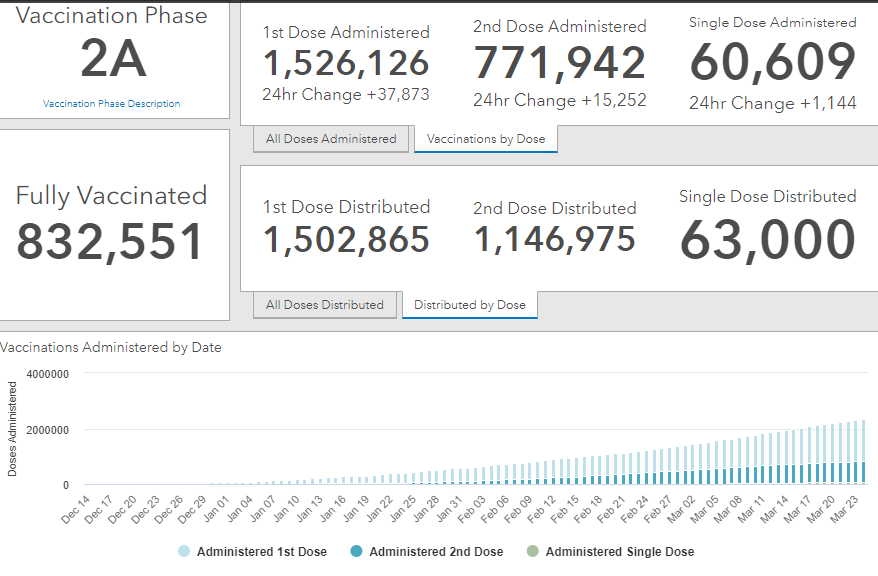 Vaccination Phase
2A
Vaccination Phase Description
1st Dose Administered
1,526,126
24hr Change +37,873
2nd Dose Administered
771,942
24hr Change +15,252
Single Dose Administered
60,609
24hr Change +1,144
All Doses Administered
Vaccinations by Dose
Fully Vaccinated
832,551
1st Dose Distributed
1,502,865
2nd Dose Distributed
1,146,975
Single Dose Distributed
63,000
All Doses Distributed
Distributed by Dose
Vaccinations Administered by Date
Doses Administered
4000000
2000000
0
Dec 14
Dec 17
Dec 20
Dec 23
Dec 26
Dec 29
Jan 01
Jan 04
Jan 07
Jan 10
Jan 13
Jan 16
Jan 19
Jan 22
Jan 25
Jan 28
Jan 31
Feb 03
Feb 06
Feb 09
Feb 12
Feb 15
Feb 18
Feb 21
Feb 24
Feb 27
Mar 02
Mar 05
Mar 08
Mar 11
Mar 14
Mar 17
Mar 20
Mar 23
Administered 1st Dose
Administered 2nd Dose
Administered Single Dose